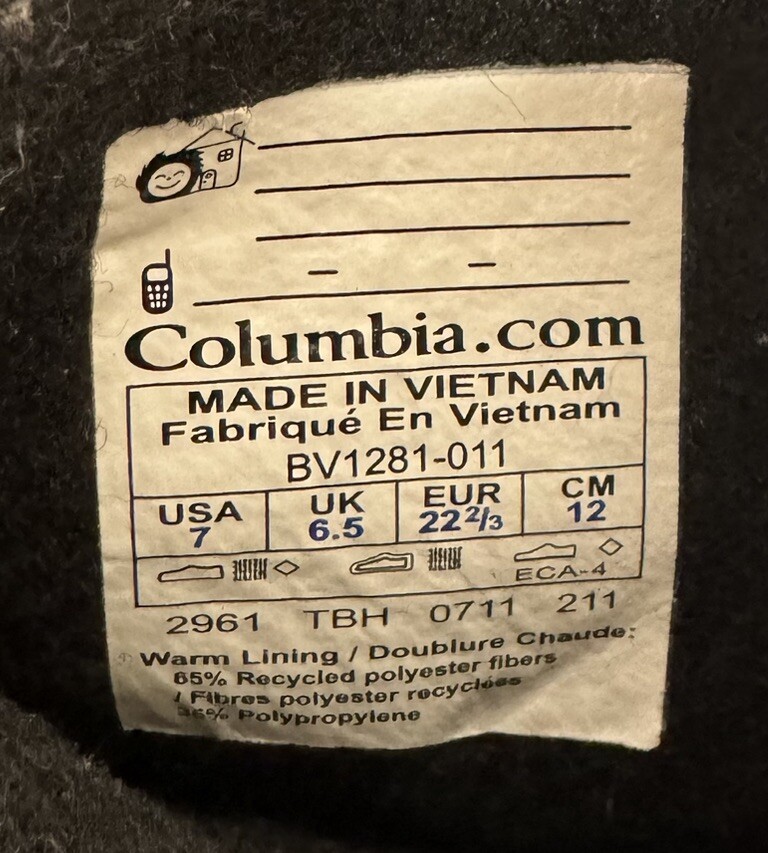 Columbia.com
MADE IN VIETNAM
Fabriqué En Vietnam
BV1281-011
USA UK EUR CM
7 6.5 22⅔ 12
ECA-4
2961 TBH 0711 211
Warm Lining / Doublure Chaude:
65% Recycled polyester fibers
/ Fibres polyester recyclées
Polypropylene